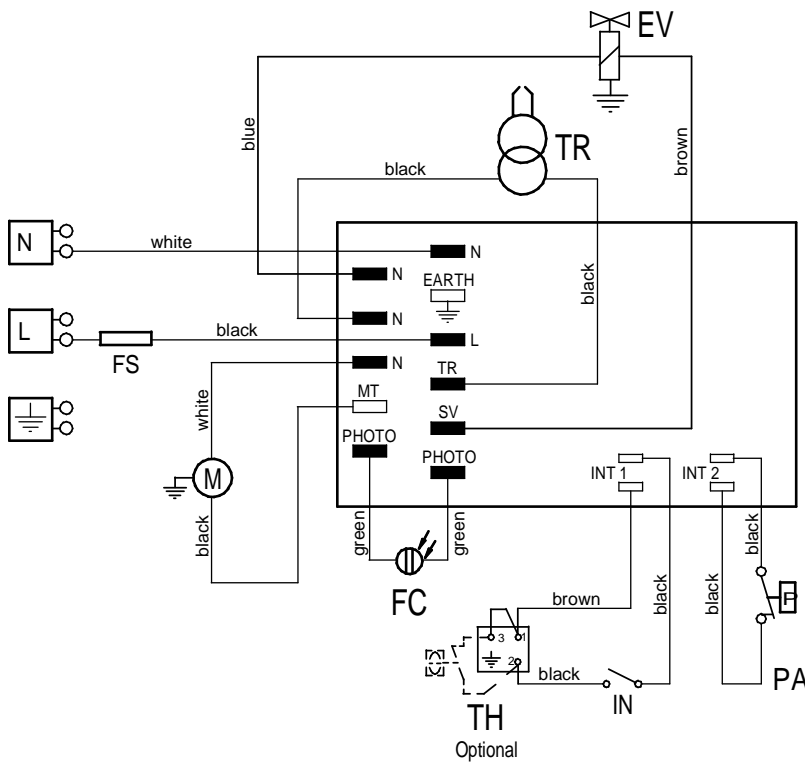 EV
blue
TR
black
brown
N
white
N
N
EARTH
black
L
black
N
L
FS
N
TR
white
MT
SV
PHOTO
PHOTO
INT 1
INT 2
M
black
green
green
black
black
black
FC
brown
P
3
1
2
black
IN
PA
TH
Optional